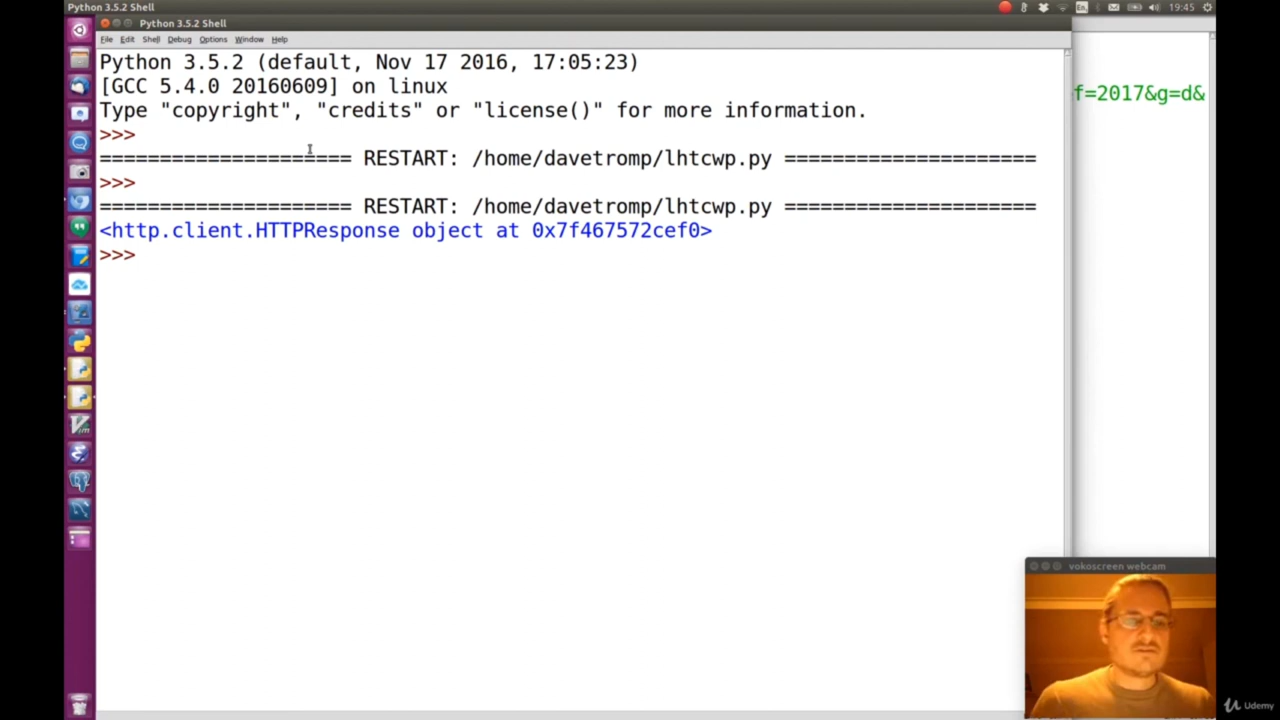 Python 3.5.2 Shell
En
19:45
Python 3.5.2 Shell
File Edit Shell Debug Options Window Help
Python 3.5.2 (default, Nov 17 2016, 17:05:23)
[GCC 5.4.0 20160609] on linux
Type "copyright", "credits" or "license()" for more information.
>>>
===================== RESTART: /home/davetromp/lhtcwp.py =====================
>>>
===================== RESTART: /home/davetromp/lhtcwp.py =====================
<http.client.HTTPResponse object at 0x7f467572cef0>
>>>
f=2017&g=d&
vokoscreen webcam
Udemy